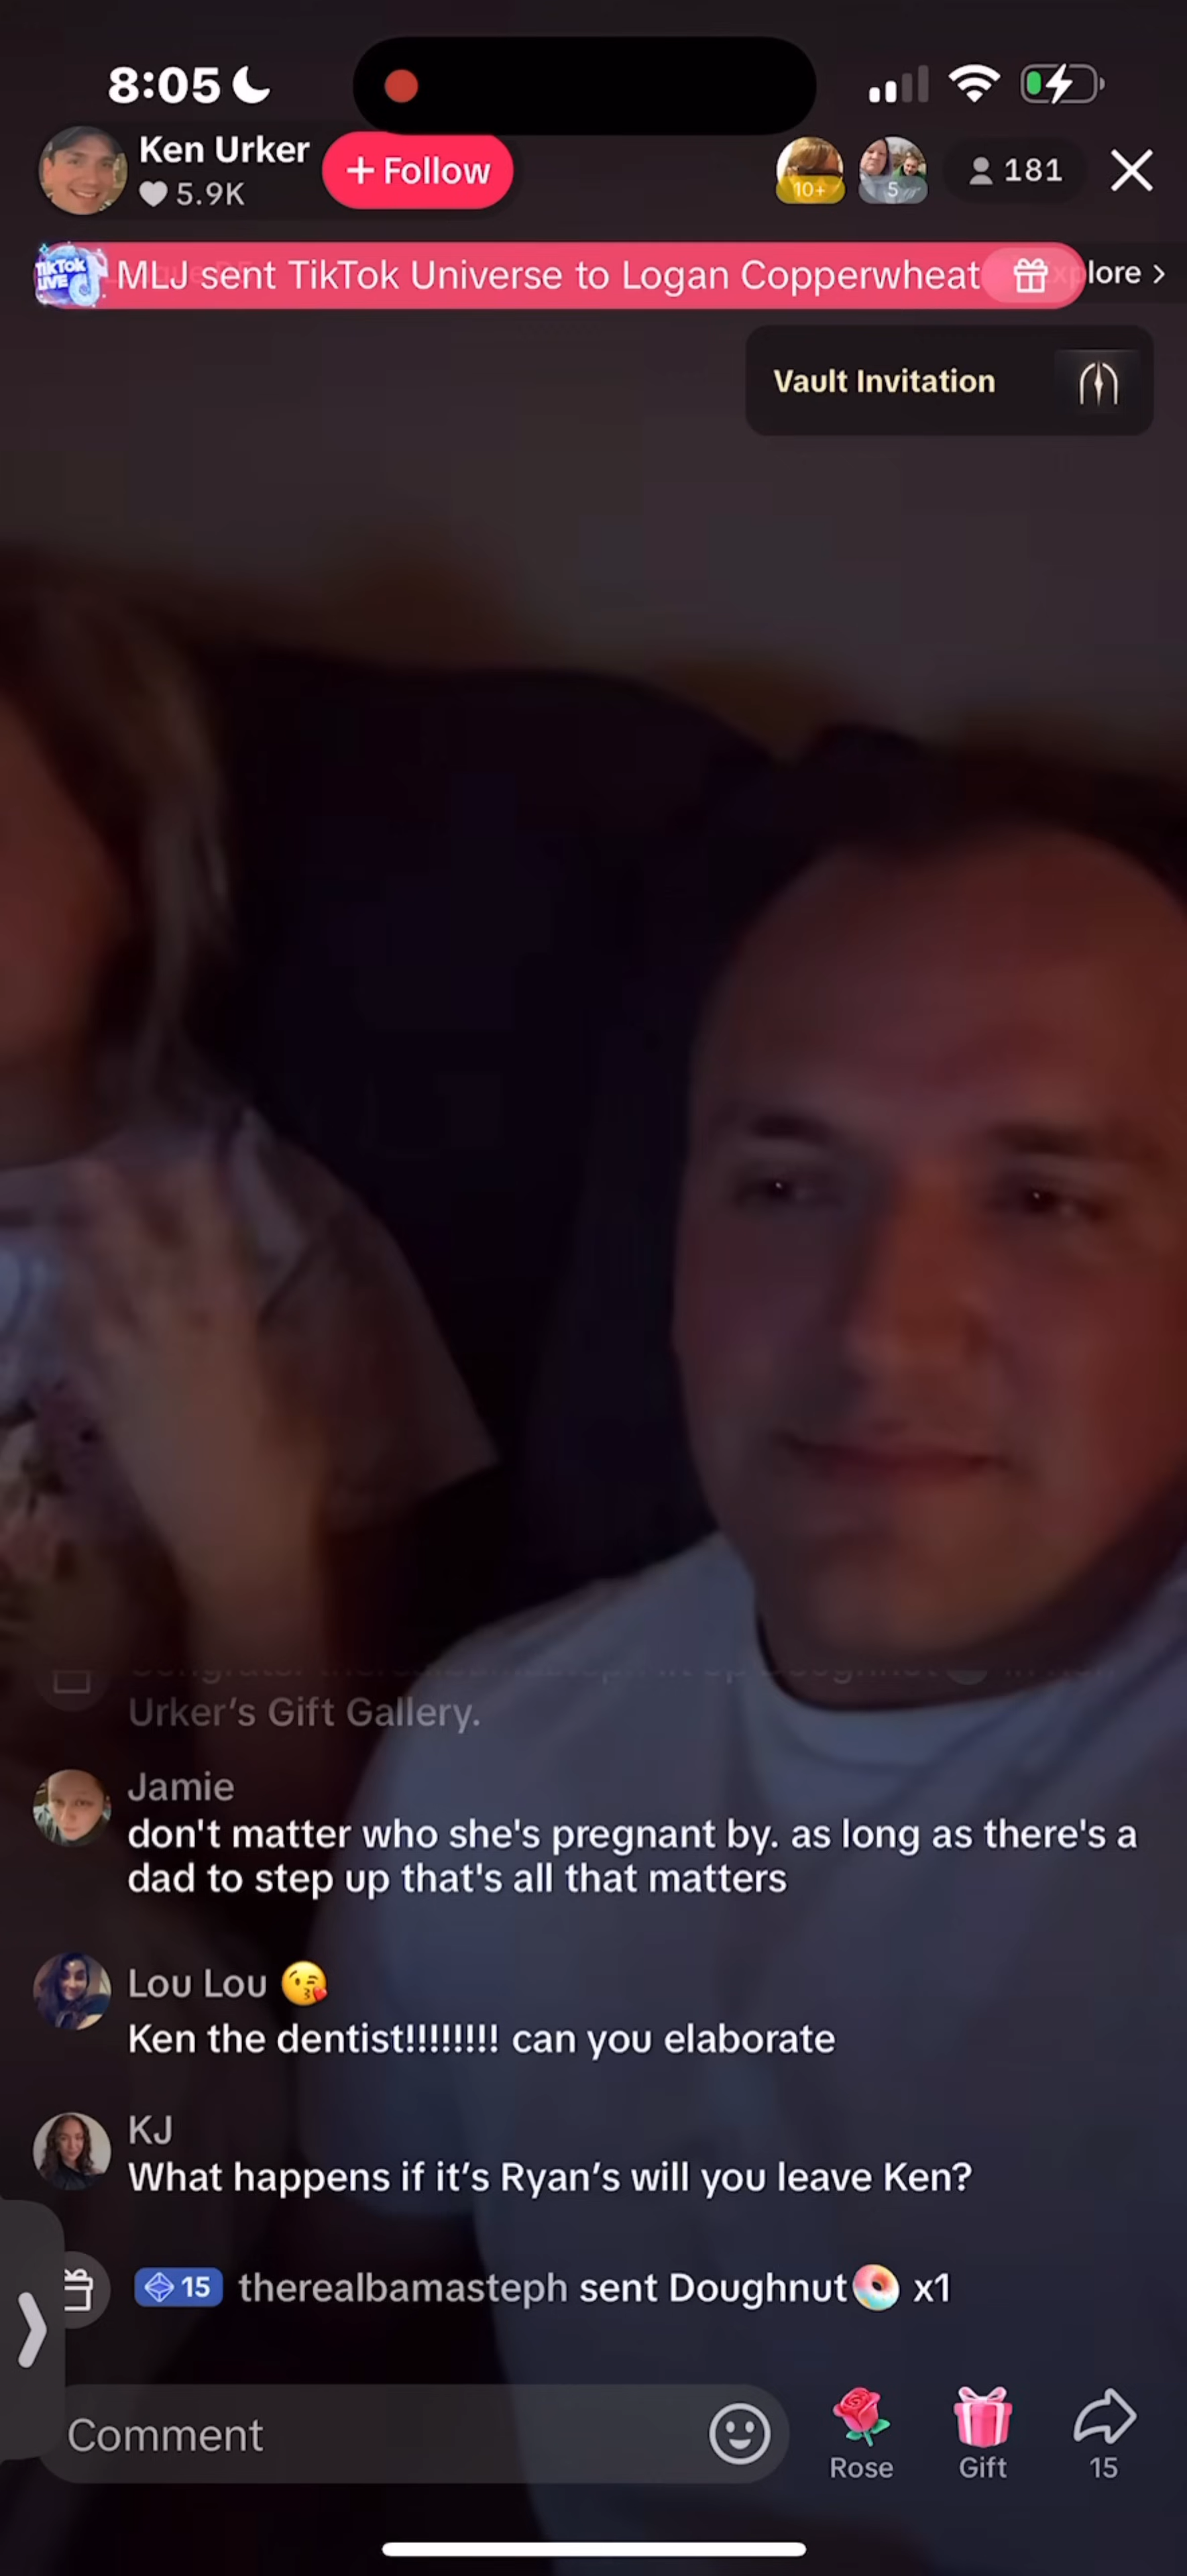 8:05
Ken Urker
5.9K
+ Follow
10+
5
181
TikTok
LIVE
MLJ sent TikTok Universe to Logan Copperwheat
plore >
Vault Invitation
Urker's Gift Gallery.
Jamie
don't matter who she's pregnant by. as long as there's a
dad to step up that's all that matters
Lou Lou 😘
Ken the dentist!!!!!!!! can you elaborate
KJ
What happens if it's Ryan's will you leave Ken?
15 therealbamasteph sent Doughnut🍩 x1
Comment
Rose
Gift
15